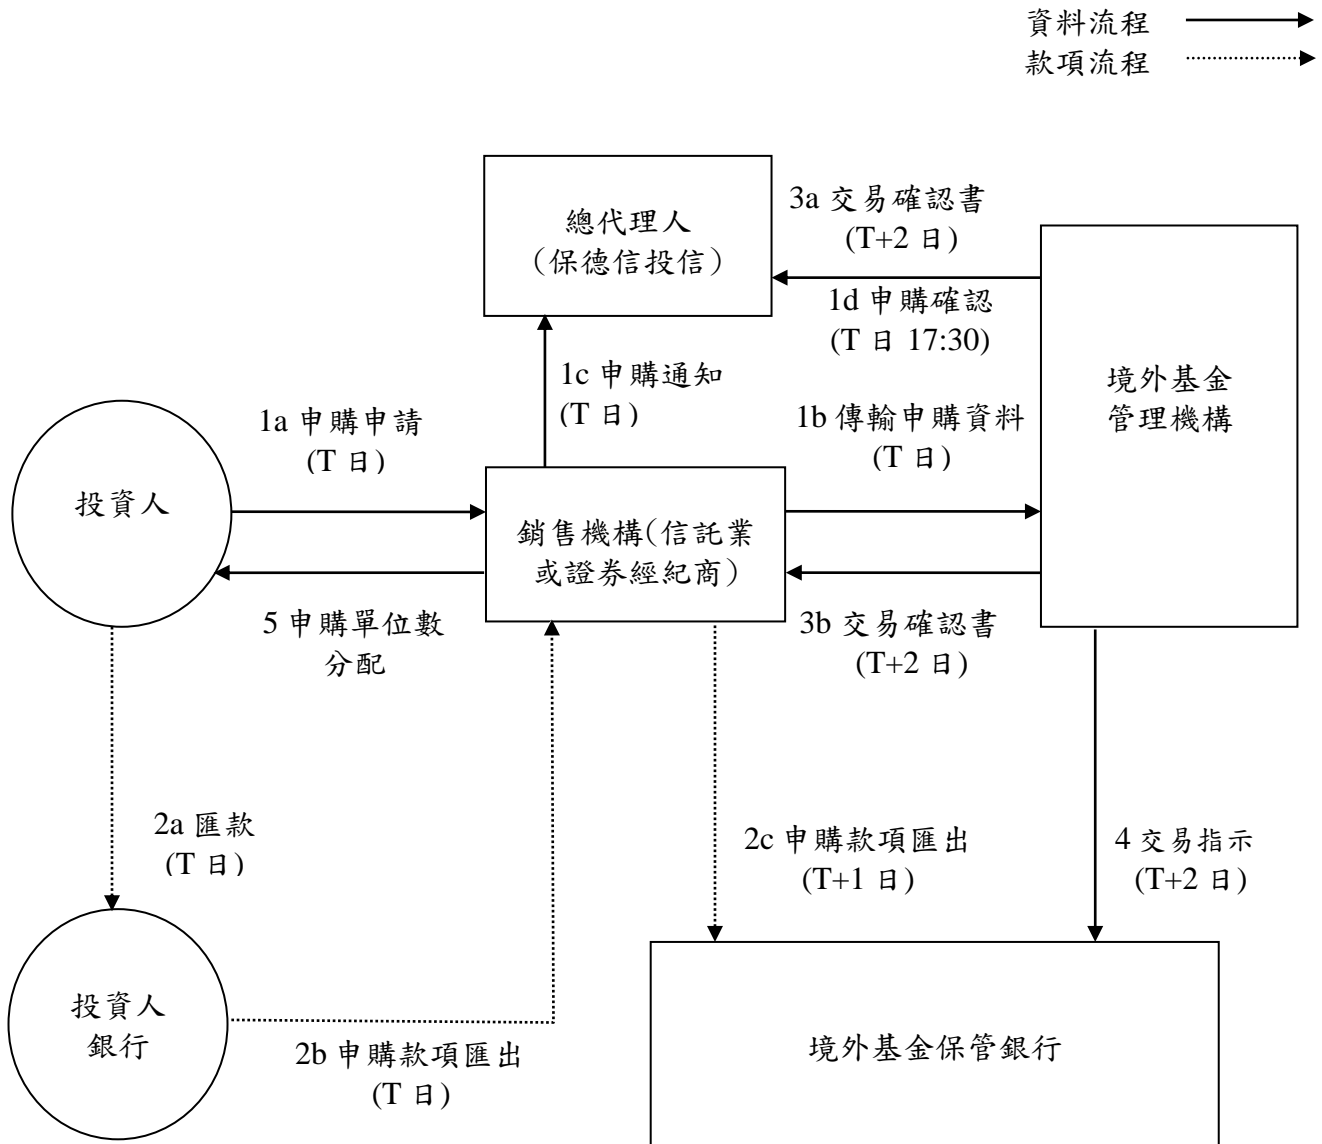 資料流程
款項流程
總代理人
（保德信投信）
3a 交易確認書
(T+2 日)
1d 申購確認
(T 日 17:30)
1c 申購通知
(T 日)
境外基金
管理機構
1a 申購申請
(T 日)
1b 傳輸申購資料
(T 日)
投資人
銷售機構(信託業
或證券經紀商)
5 申購單位數
分配
3b 交易確認書
(T+2 日)
2a 匯款
(T 日)
2c 申購款項匯出
(T+1 日)
4 交易指示
(T+2 日)
投資人
銀行
2b 申購款項匯出
(T 日)
境外基金保管銀行